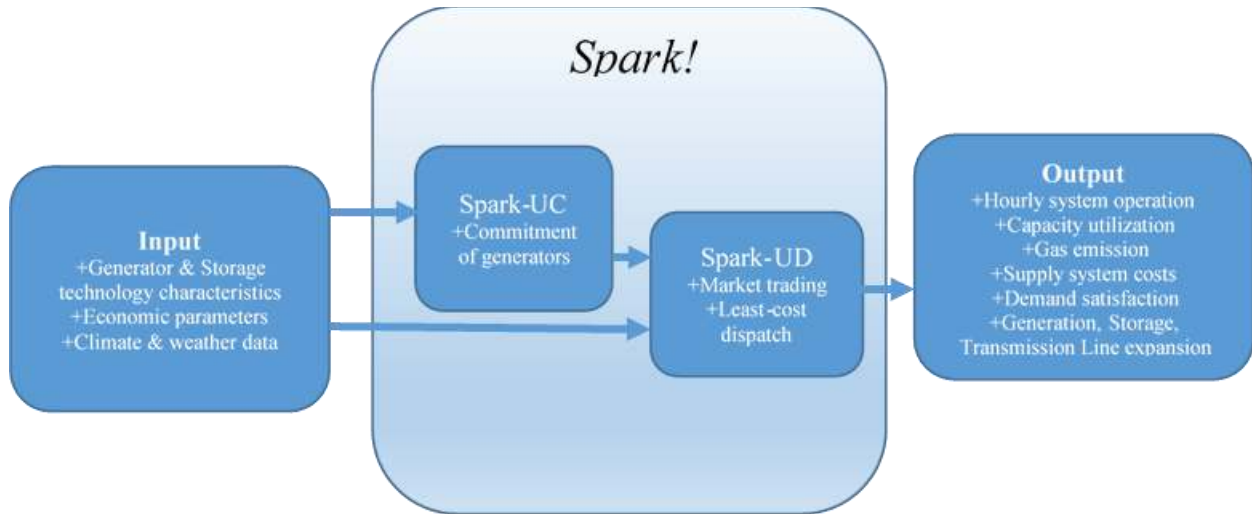 Spark!
Input
+Generator & Storage
technology characteristics
+Economic parameters
+Climate & weather data
Spark-UC
+Commitment
of generators
Spark-UD
+Market trading
+Least-cost
dispatch
Output
+Hourly system operation
+Capacity utilization
+Gas emission
+Supply system costs
+Demand satisfaction
+Generation, Storage,
Transmission Line expansion